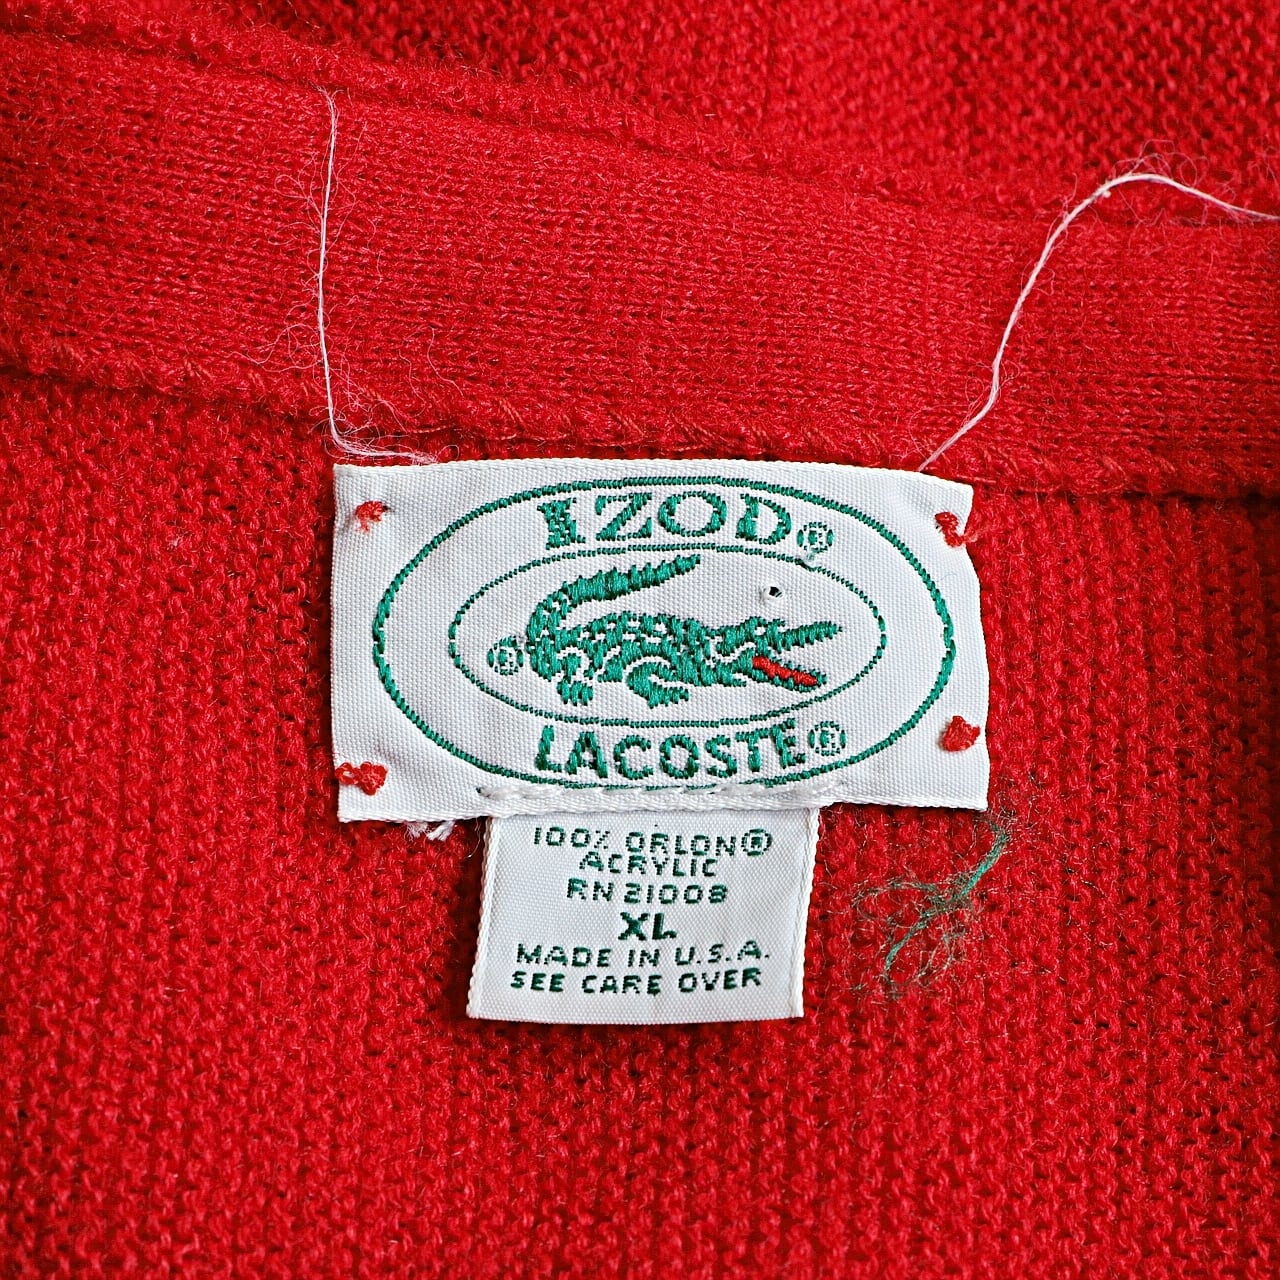 IZOD®
®
LACOSTE®
100% ORLON®
ACRYLIC
RN 21008
XL
MADE IN U.S.A.
SEE CARE OVER